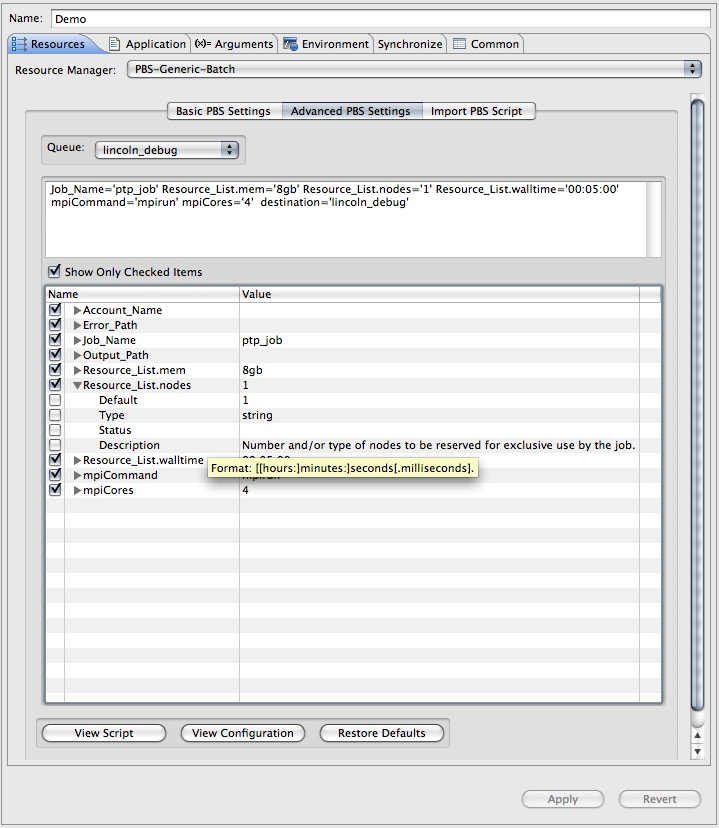 Name: Demo
Resources Application (x)= Arguments Environment Synchronize Common
Resource Manager: PBS-Generic-Batch
Basic PBS Settings Advanced PBS Settings Import PBS Script
Queue: lincoln_debug
Job_Name='ptp_job' Resource_List.mem='8gb' Resource_List.nodes='1' Resource_List.walltime='00:05:00'
mpiCommand='mpirun' mpiCores='4'  destination='lincoln_debug'
Show Only Checked Items
Name Value
Account_Name
Error_Path
Job_Name ptp_job
Output_Path
Resource_List.mem 8gb
Resource_List.nodes 1
Default 1
Type string
Status
Description Number and/or type of nodes to be reserved for exclusive use by the job.
Resource_List.walltime 00:05:00
Format: [[hours:]minutes:]seconds[.milliseconds].
mpiCommand mpirun
mpiCores 4
View Script View Configuration Restore Defaults
Apply Revert